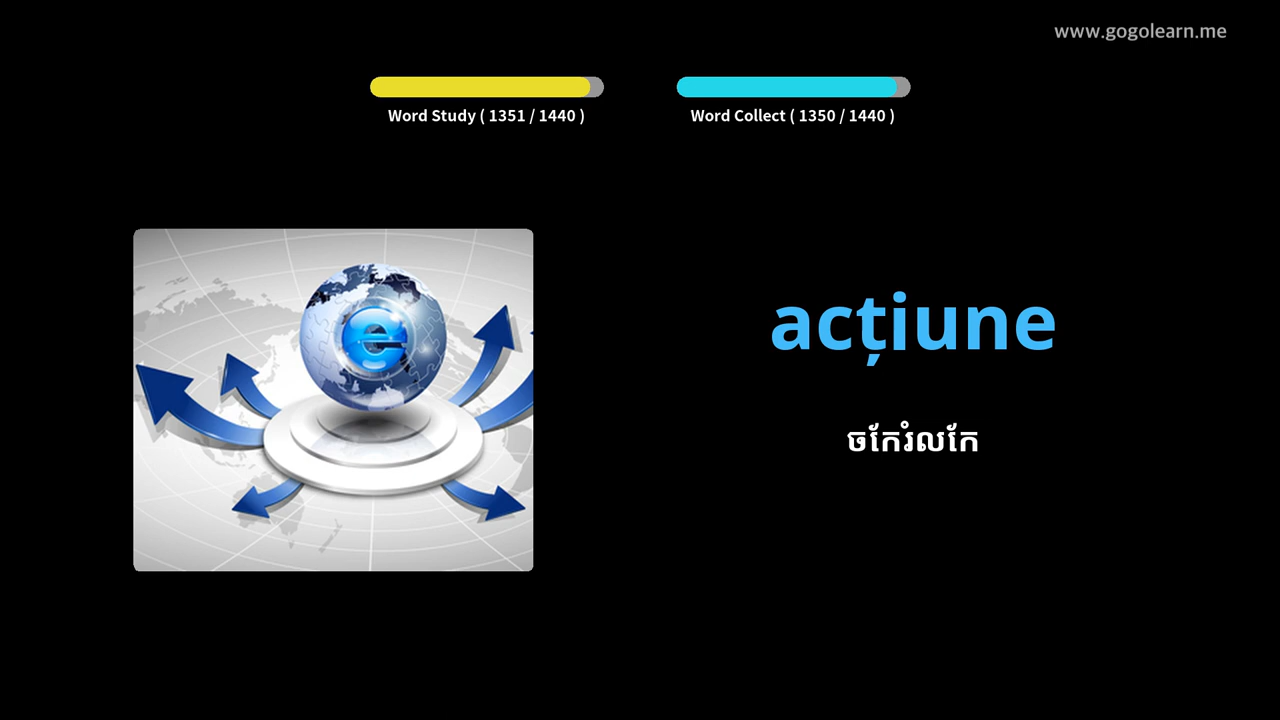 www.gogolearn.me
Word Study ( 1351 / 1440 )
Word Collect ( 1350 / 1440 )
e
acțiune
ចកែរំលកែ